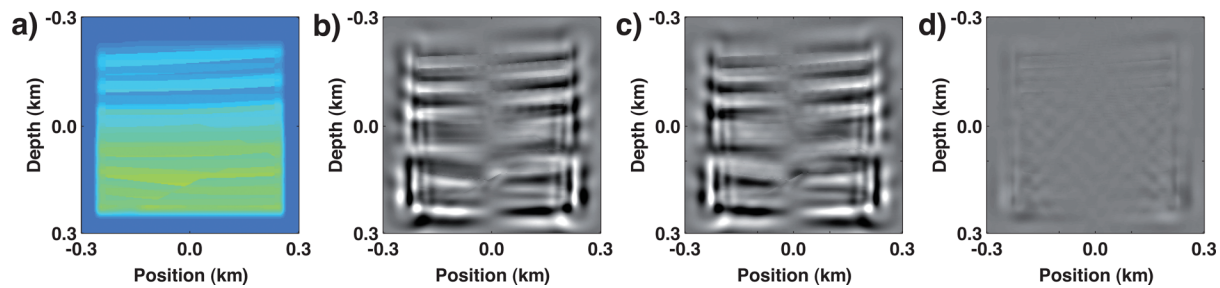 a) b) c) d)
-0.3 -0.3 -0.3 -0.3
Depth (km) Depth (km) Depth (km) Depth (km)
0.0 0.0 0.0 0.0
0.3 0.3 0.3 0.3
-0.3 0.0 0.3 -0.3 0.0 0.3 -0.3 0.0 0.3 -0.3 0.0 0.3
Position (km) Position (km) Position (km) Position (km)